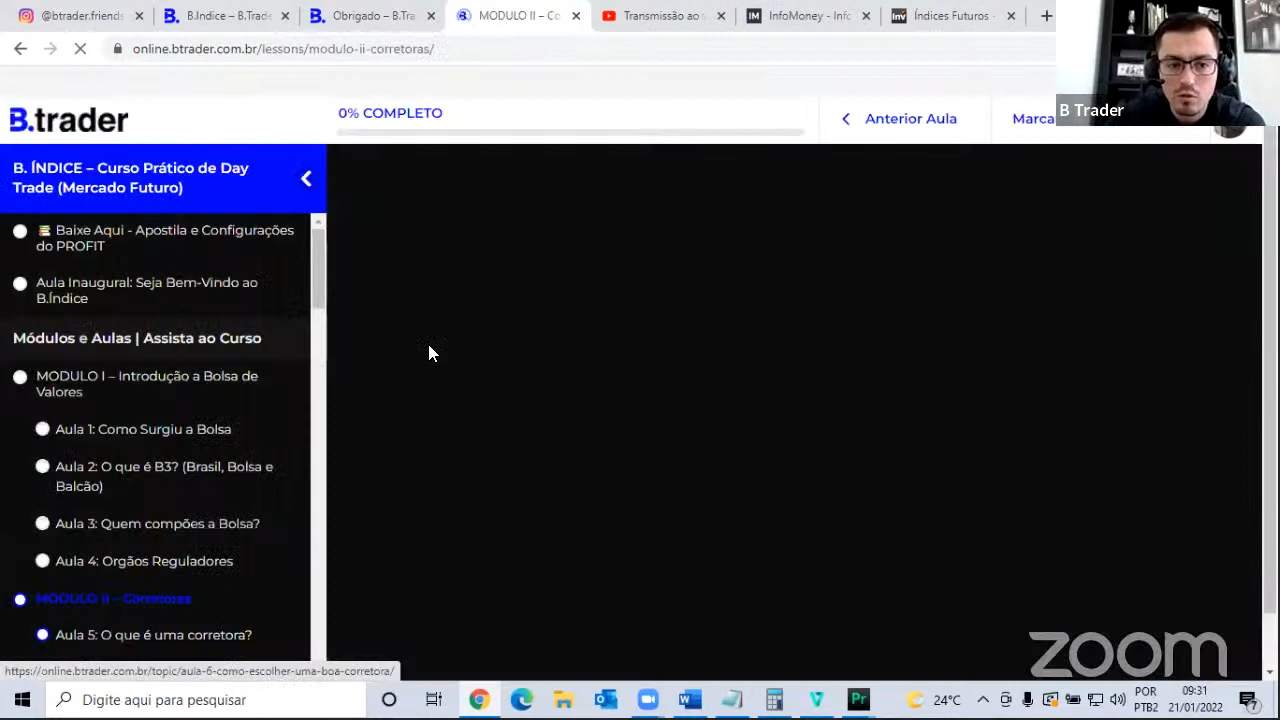 @btrader.friends
B.Índice – B.Trade
Obrigado – B.Tra
MODULO II – Co
Transmissão ao
InfoMoney - Info
Índices Futuros -
online.btrader.com.br/lessons/modulo-ii-corretoras/
B Trader
B.trader
0% COMPLETO
Anterior Aula
Marca
B. ÍNDICE – Curso Prático de Day
Trade (Mercado Futuro)
Baixe Aqui - Apostila e Configurações
do PROFIT
Aula Inaugural: Seja Bem-Vindo ao
B.Índice
Módulos e Aulas | Assista ao Curso
MODULO I – Introdução a Bolsa de
Valores
Aula 1: Como Surgiu a Bolsa
Aula 2: O que é B3? (Brasil, Bolsa e
Balcão)
Aula 3: Quem compões a Bolsa?
Aula 4: Orgãos Reguladores
MODULO II – Corretoras
Aula 5: O que é uma corretora?
https://online.btrader.com.br/topic/aula-6-como-escolher-uma-boa-corretora/
zoom
Digite aqui para pesquisar
24°C
POR
PTB2
09:31
21/01/2022
7